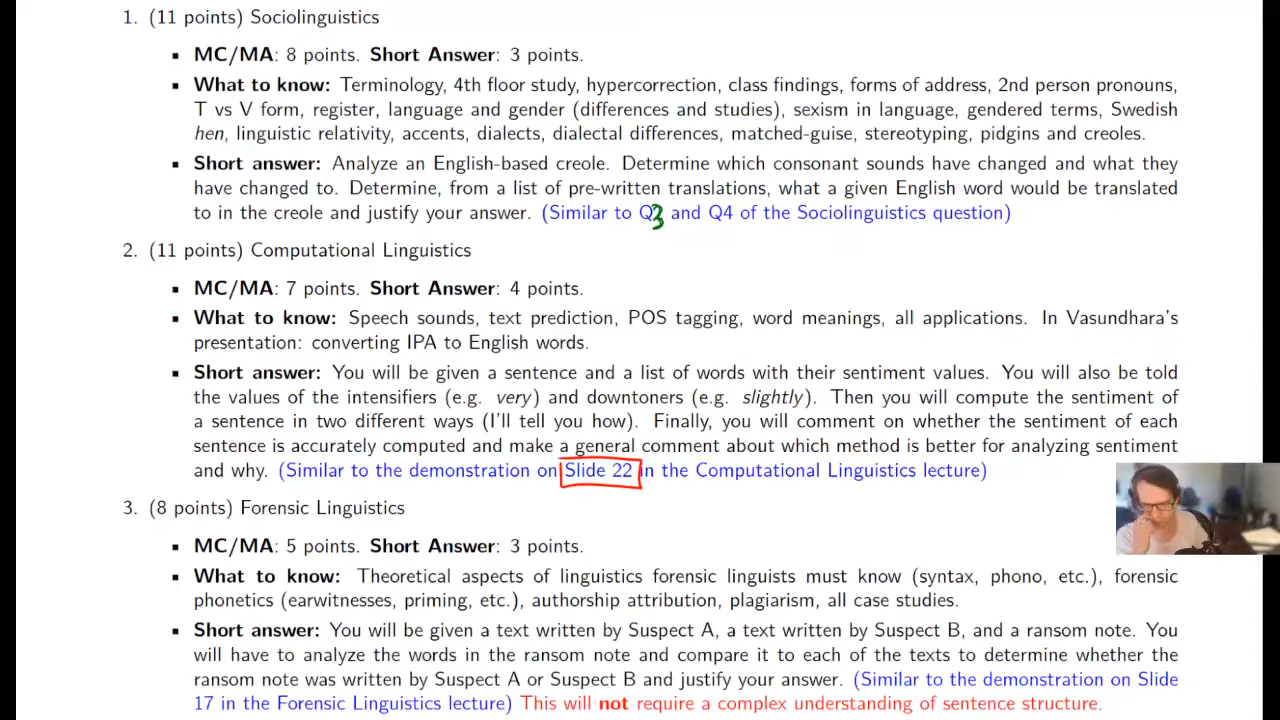 1. (11 points) Sociolinguistics
▪ MC/MA: 8 points. Short Answer: 3 points.
▪ What to know: Terminology, 4th floor study, hypercorrection, class findings, forms of address, 2nd person pronouns,
T vs V form, register, language and gender (differences and studies), sexism in language, gendered terms, Swedish
hen, linguistic relativity, accents, dialects, dialectal differences, matched-guise, stereotyping, pidgins and creoles.
▪ Short answer: Analyze an English-based creole. Determine which consonant sounds have changed and what they
have changed to. Determine, from a list of pre-written translations, what a given English word would be translated
to in the creole and justify your answer. (Similar to Q3 and Q4 of the Sociolinguistics question)
2. (11 points) Computational Linguistics
▪ MC/MA: 7 points. Short Answer: 4 points.
▪ What to know: Speech sounds, text prediction, POS tagging, word meanings, all applications. In Vasundhara's
presentation: converting IPA to English words.
▪ Short answer: You will be given a sentence and a list of words with their sentiment values. You will also be told
the values of the intensifiers (e.g. very) and downtoners (e.g. slightly). Then you will compute the sentiment of
a sentence in two different ways (I'll tell you how). Finally, you will comment on whether the sentiment of each
sentence is accurately computed and make a general comment about which method is better for analyzing sentiment
and why. (Similar to the demonstration on Slide 22 in the Computational Linguistics lecture)
3. (8 points) Forensic Linguistics
▪ MC/MA: 5 points. Short Answer: 3 points.
▪ What to know: Theoretical aspects of linguistics forensic linguists must know (syntax, phono, etc.), forensic
phonetics (earwitnesses, priming, etc.), authorship attribution, plagiarism, all case studies.
▪ Short answer: You will be given a text written by Suspect A, a text written by Suspect B, and a ransom note. You
will have to analyze the words in the ransom note and compare it to each of the texts to determine whether the
ransom note was written by Suspect A or Suspect B and justify your answer. (Similar to the demonstration on Slide
17 in the Forensic Linguistics lecture) This will not require a complex understanding of sentence structure.